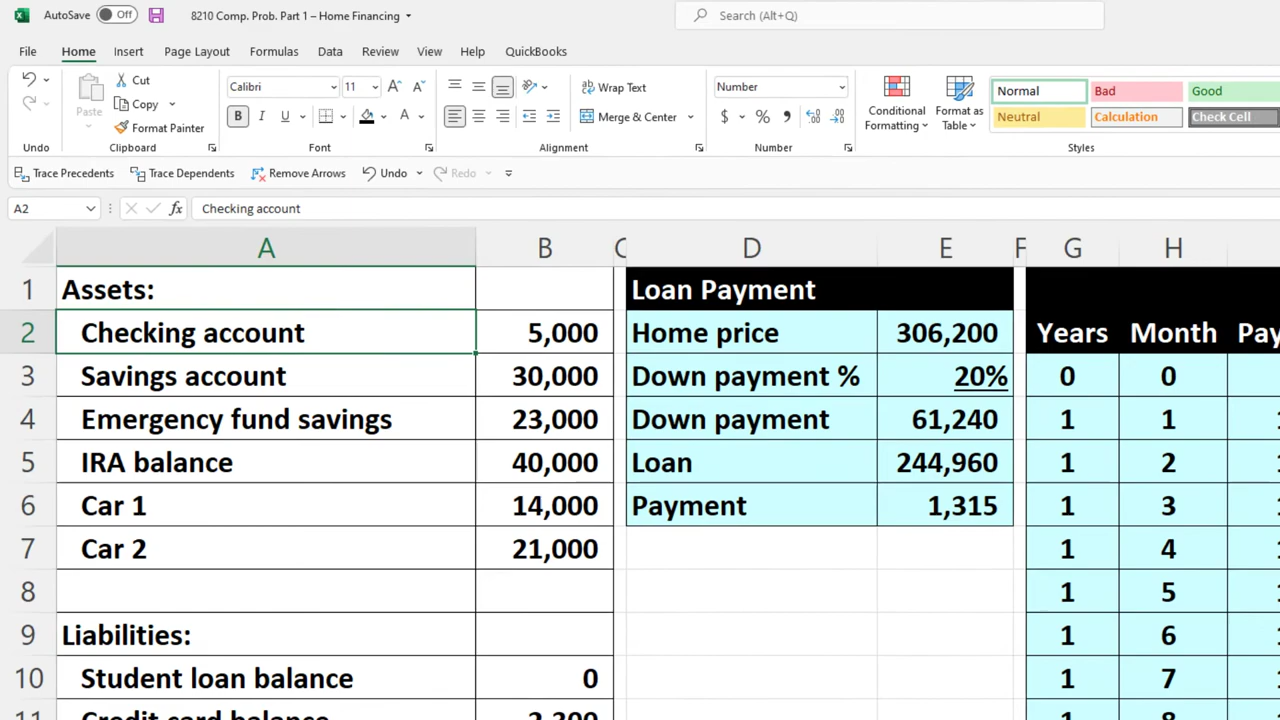 AutoSave Off 8210 Comp. Prob. Part 1 – Home Financing Search (Alt+Q)
File Home Insert Page Layout Formulas Data Review View Help QuickBooks
Paste Cut Copy Format Painter Calibri 11 Wrap Text Merge & Center Number Conditional Formatting Format as Table Normal Bad Good Neutral Calculation Check Cell
Undo Clipboard Font Alignment Number Styles
Trace Precedents Trace Dependents Remove Arrows Undo Redo
A2 fx Checking account
A B C D E F G H
1 Assets: Loan Payment
2 Checking account 5,000 Home price 306,200 Years Month Pay
3 Savings account 30,000 Down payment % 20% 0 0
4 Emergency fund savings 23,000 Down payment 61,240 1 1
5 IRA balance 40,000 Loan 244,960 1 2
6 Car 1 14,000 Payment 1,315 1 3
7 Car 2 21,000 1 4
8 1 5
9 Liabilities: 1 6
10 Student loan balance 0 1 7
11 Credit card balance 2,300 1 8